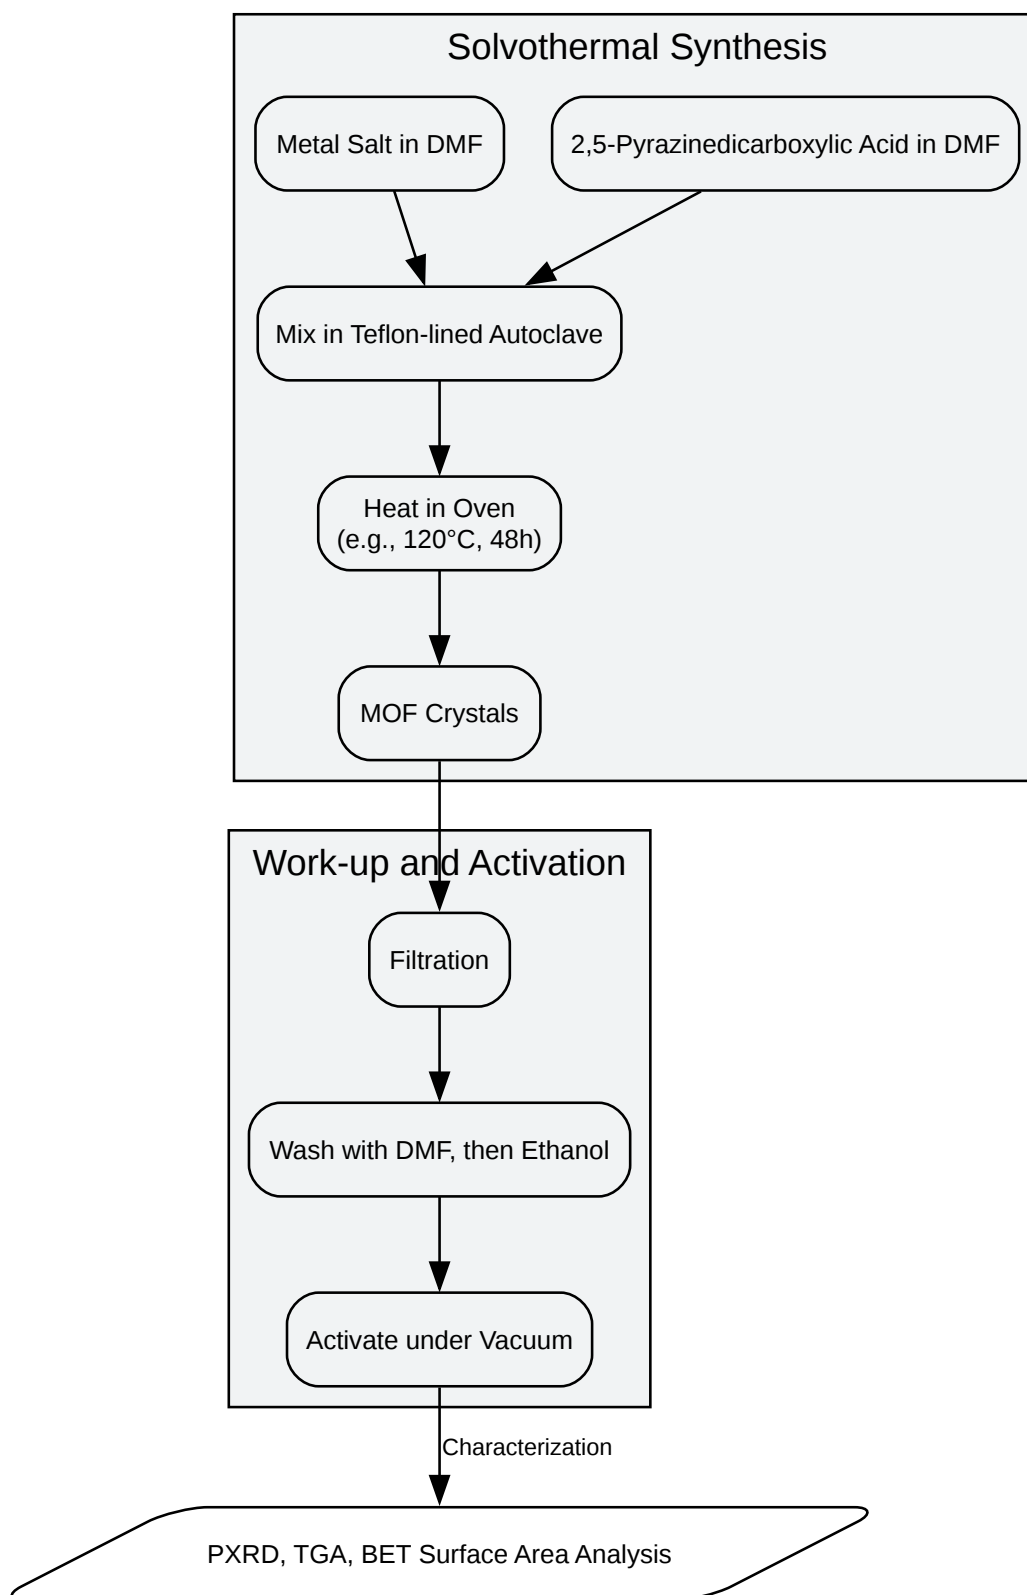 Solvothermal Synthesis
Metal Salt in DMF
2,5-Pyrazinedicarboxylic Acid in DMF
Mix in Teflon-lined Autoclave
Heat in Oven
(e.g., 120°C, 48h)
MOF Crystals
Work-up and Activation
Filtration
Wash with DMF, then Ethanol
Activate under Vacuum
Characterization
PXRD, TGA, BET Surface Area Analysis